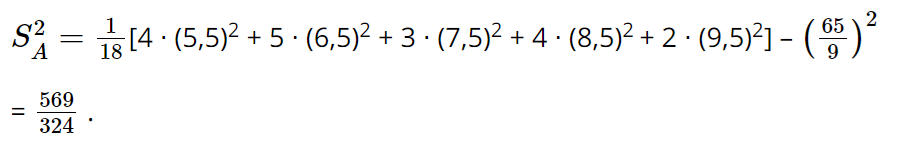 S_A^2 = 1/18 [4 · (5,5)² + 5 · (6,5)² + 3 · (7,5)² + 4 · (8,5)² + 2 · (9,5)²] – (65/9)²
= 569/324 .